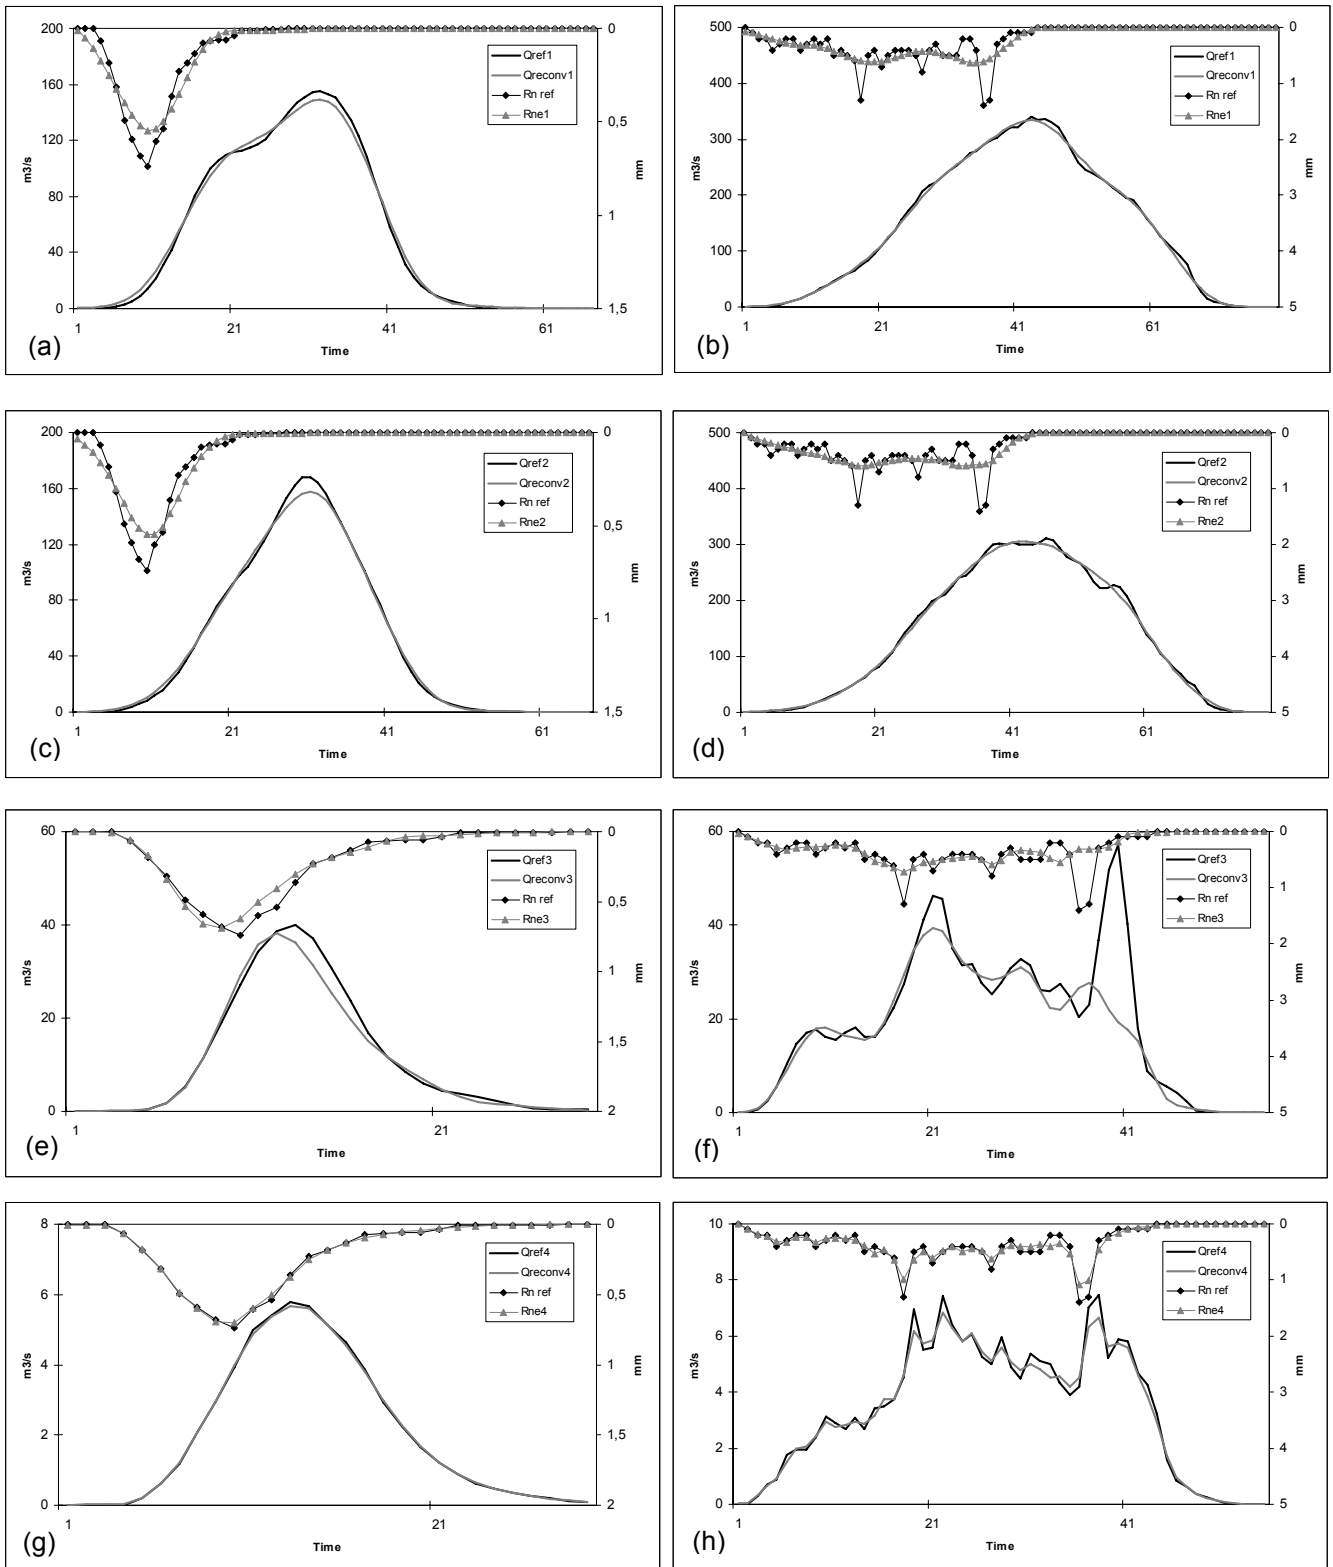 200
160
120
80
40
0
m3/s
0
0,5
1
1,5
mm
Qref1
Qreconv1
Rn ref
Rne1
1 21 41 61
Time
(a)
500
400
300
200
100
0
m3/s
0
1
2
3
4
5
mm
Qref1
Qreconv1
Rn ref
Rne1
1 21 41 61
Time
(b)
200
160
120
80
40
0
m3/s
0
0,5
1
1,5
mm
Qref2
Qreconv2
Rn ref
Rne2
1 21 41 61
Time
(c)
500
400
300
200
100
0
m3/s
0
1
2
3
4
5
mm
Qref2
Qreconv2
Rn ref
Rne2
1 21 41 61
Time
(d)
60
40
20
0
m3/s
0
0,5
1
1,5
2
mm
Qref3
Qreconv3
Rn ref
Rne3
1 21
Time
(e)
60
40
20
0
m3/s
0
1
2
3
4
5
mm
Qref3
Qreconv3
Rn ref
Rne3
1 21 41
Time
(f)
8
6
4
2
0
m3/s
0
0,5
1
1,5
2
mm
Qref4
Qreconv4
Rn ref
Rne4
1 21
Time
(g)
10
8
6
4
2
0
m3/s
0
1
2
3
4
5
mm
Qref4
Qreconv4
Rn ref
Rne4
1 21 41
Time
(h)